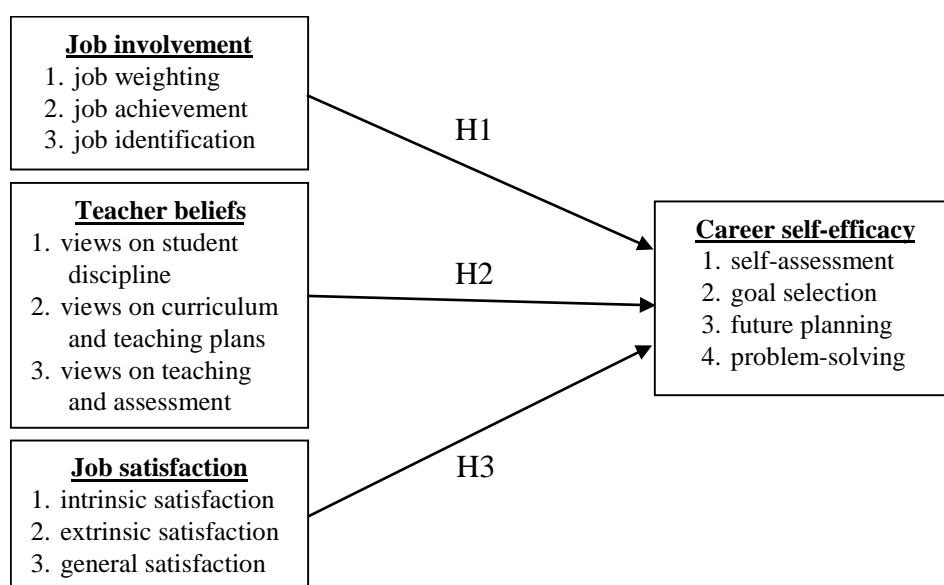 Job involvement
1. job weighting
2. job achievement
3. job identification
H1
Teacher beliefs
1. views on student
discipline
2. views on curriculum
and teaching plans
3. views on teaching
and assessment
H2
Job satisfaction
1. intrinsic satisfaction
2. extrinsic satisfaction
3. general satisfaction
H3
Career self-efficacy
1. self-assessment
2. goal selection
3. future planning
4. problem-solving